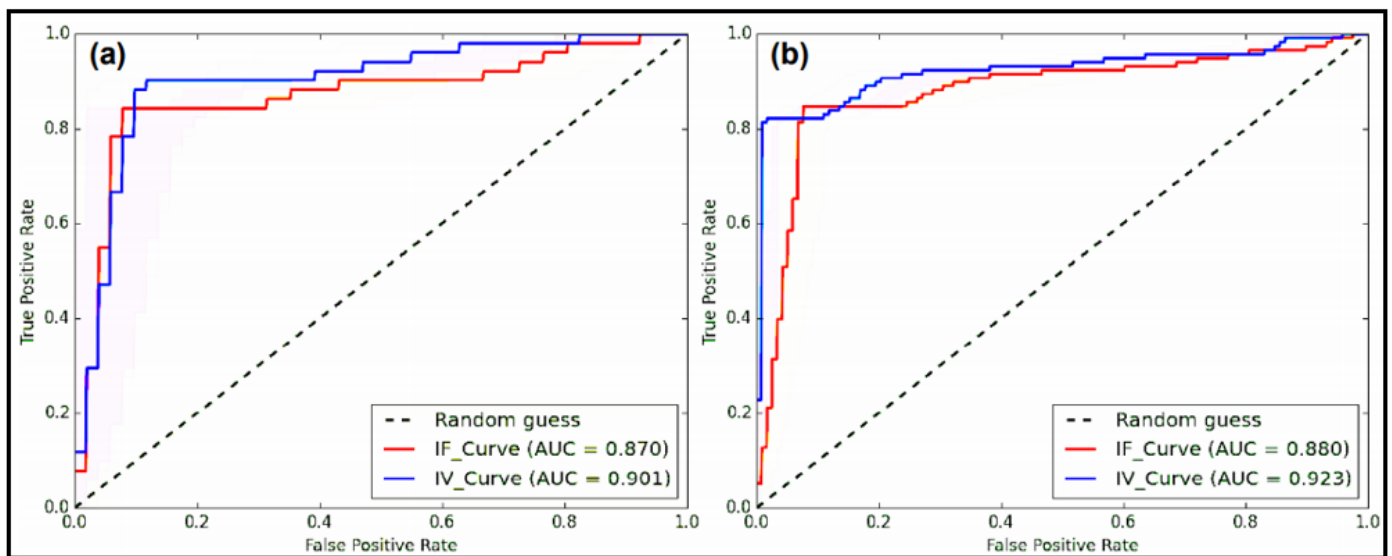 (a)
1.0
0.8
0.6
0.4
0.2
0.0
True Positive Rate
0.0 0.2 0.4 0.6 0.8 1.0
False Positive Rate
Random guess
IF_Curve (AUC = 0.870)
IV_Curve (AUC = 0.901)
(b)
1.0
0.8
0.6
0.4
0.2
0.0
True Positive Rate
0.0 0.2 0.4 0.6 0.8 1.0
False Positive Rate
Random guess
IF_Curve (AUC = 0.880)
IV_Curve (AUC = 0.923)